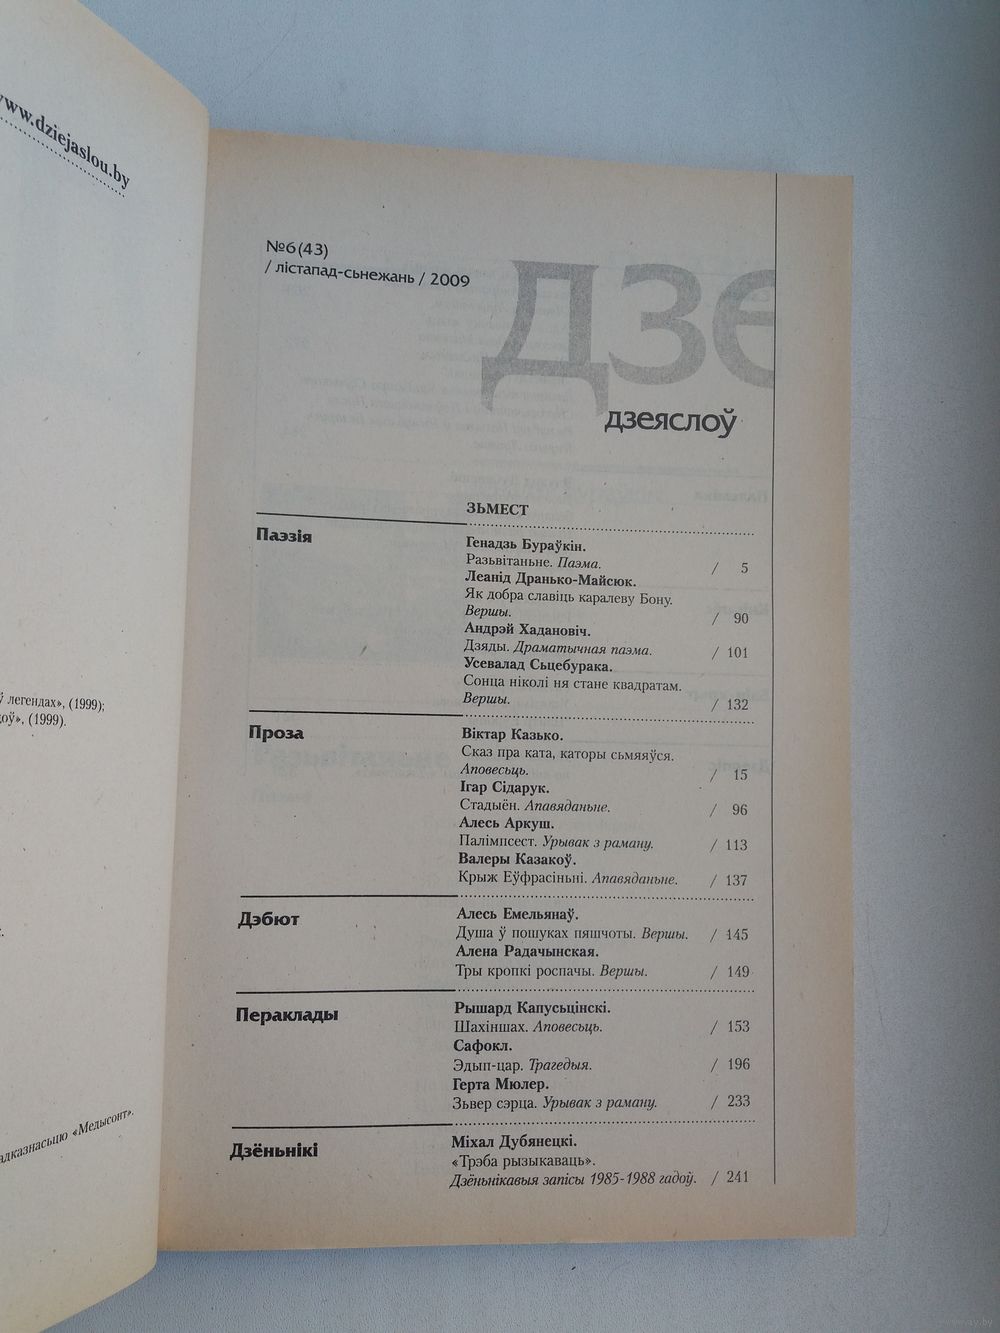 www.dziejaslou.by
легендах», (1999);
(1999).
«Медысонт».
№6(43)
/ лістапад-сьнежань / 2009
дзе
дзеяслоў
ЗЬМЕСТ
Паэзія
Генадзь Бураўкін.
Разьвітаньне. Паэма. / 5
Леанід Дранько-Майсюк.
Як добра славіць каралеву Бону.
Вершы. / 90
Андрэй Хадановіч.
Дзяды. Драматычная паэма. / 101
Усевалад Сьцебурака.
Сонца ніколі ня стане квадратам.
Вершы. / 132
Проза
Віктар Казько.
Сказ пра ката, каторы сьмяяўся.
Аповесьць. / 15
Ігар Сідарук.
Стадыён. Апавяданьне. / 96
Алесь Аркуш.
Палімпсест. Урывак з раману. / 113
Валеры Казакоў.
Крыж Еўфрасіньні. Апавяданьне. / 137
Дэбют
Алесь Емельянаў.
Душа ў пошуках пяшчоты. Вершы. / 145
Алена Радачынская.
Тры кропкі роспачы. Вершы. / 149
Пераклады
Рышард Капусьцінскі.
Шахіншах. Аповесьць. / 153
Сафокл.
Эдып-цар. Трагедыя. / 196
Герта Мюлер.
Зьвер сэрца. Урывак з раману. / 233
Дзёньнікі
Міхал Дубянецкі.
«Трэба рызыкаваць».
Дзёньнікавыя запісы 1985-1988 гадоў. / 241